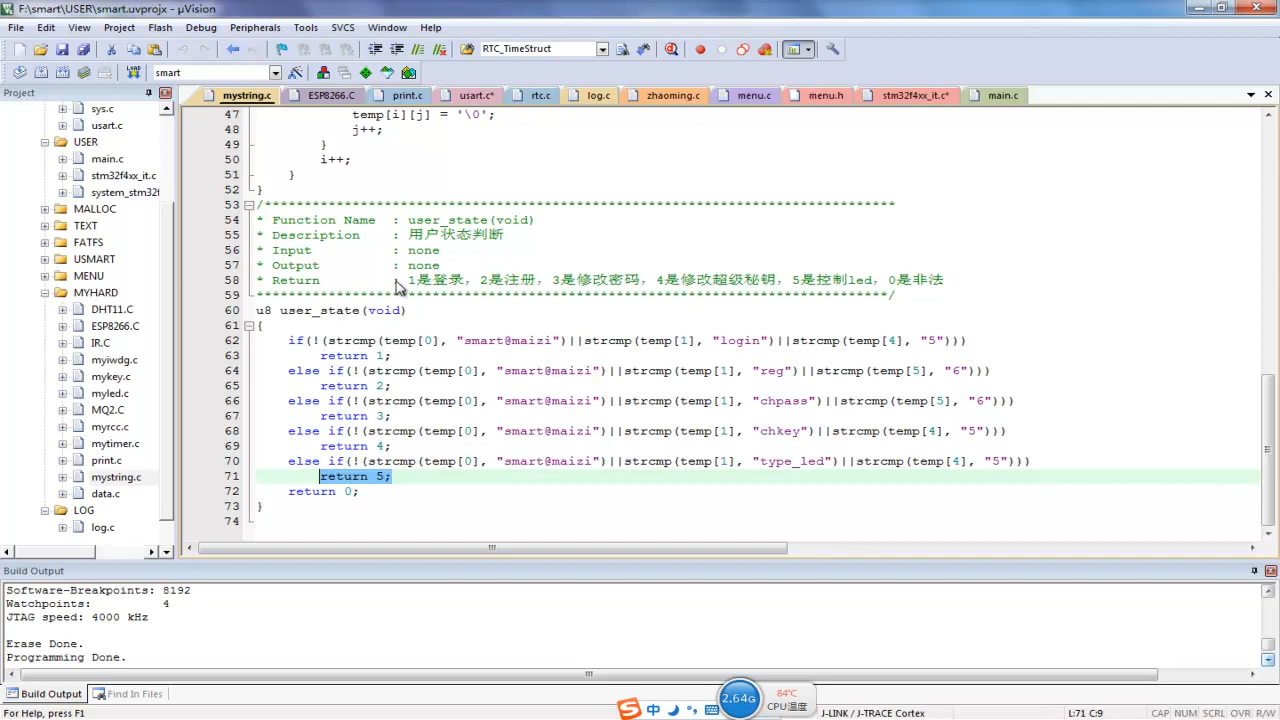 F:\smart\USER\smart.uvprojx - µVision
File Edit View Project Flash Debug Peripherals Tools SVCS Window Help
RTC_TimeStruct
LOAD smart
Project
mystring.c ESP8266.C print.c usart.c* rtc.c log.c zhaoming.c menu.c menu.h stm32f4xx_it.c* main.c
sys.c
usart.c
USER
main.c
stm32f4xx_it.c
system_stm32f
MALLOC
TEXT
FATFS
USMART
MENU
MYHARD
DHT11.C
ESP8266.C
IR.C
myiwdg.c
mykey.c
myled.c
MQ2.C
myrcc.c
mytimer.c
print.c
mystring.c
data.c
LOG
log.c
47 temp[i][j] = '\0';
48 j++;
49 }
50 i++;
51 }
52 }
53 /*******************************************************************************
54 * Function Name : user_state(void)
55 * Description : 用户状态判断
56 * Input : none
57 * Output : none
58 * Return : 1是登录，2是注册，3是修改密码，4是修改超级秘钥，5是控制led，0是非法
59 *******************************************************************************/
60 u8 user_state(void)
61 {
62 if(!(strcmp(temp[0], "smart@maizi")||strcmp(temp[1], "login")||strcmp(temp[4], "5")))
63 return 1;
64 else if(!(strcmp(temp[0], "smart@maizi")||strcmp(temp[1], "reg")||strcmp(temp[5], "6")))
65 return 2;
66 else if(!(strcmp(temp[0], "smart@maizi")||strcmp(temp[1], "chpass")||strcmp(temp[5], "6")))
67 return 3;
68 else if(!(strcmp(temp[0], "smart@maizi")||strcmp(temp[1], "chkey")||strcmp(temp[4], "5")))
69 return 4;
70 else if(!(strcmp(temp[0], "smart@maizi")||strcmp(temp[1], "type_led")||strcmp(temp[4], "5")))
71 return 5;
72 return 0;
73 }
74
Build Output
Software-Breakpoints: 8192
Watchpoints: 4
JTAG speed: 4000 kHz
Erase Done.
Programming Done.
Build Output Find In Files
中 2.64G 84℃
CPU温度
For Help, press F1 J-LINK / J-TRACE Cortex L:71 C:9 CAP NUM SCRL OVR R/W